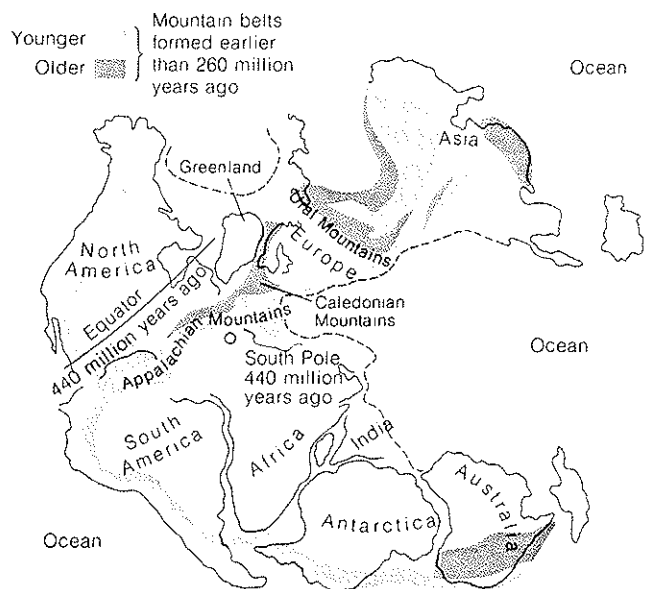 Younger
Older
Mountain belts
formed earlier
than 260 million
years ago
Ocean
Asia
Greenland
Ural Mountains
Europe
North
America
Equator
440 million years ago
Caledonian
Mountains
Appalachian Mountains
South Pole
440 million
years ago
Ocean
South
America
Africa
India
Australia
Antarctica
Ocean